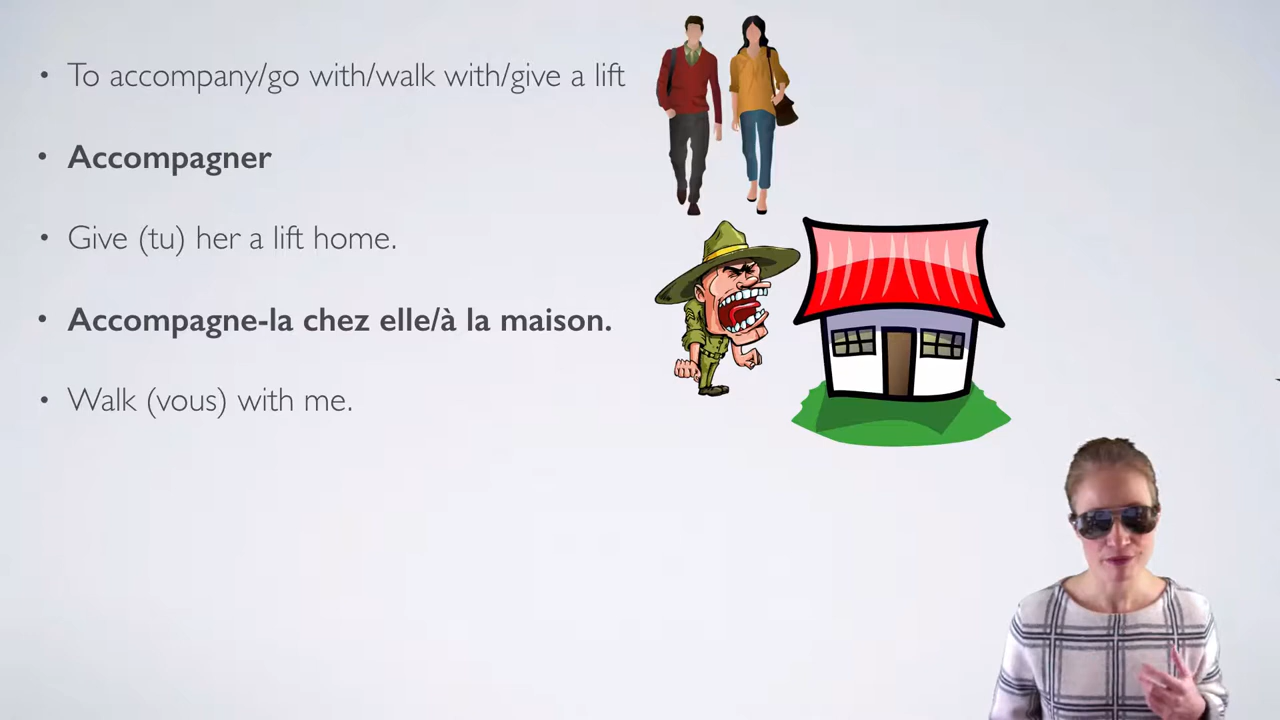 • To accompany/go with/walk with/give a lift
• Accompagner
• Give (tu) her a lift home.
• Accompagne-la chez elle/à la maison.
• Walk (vous) with me.